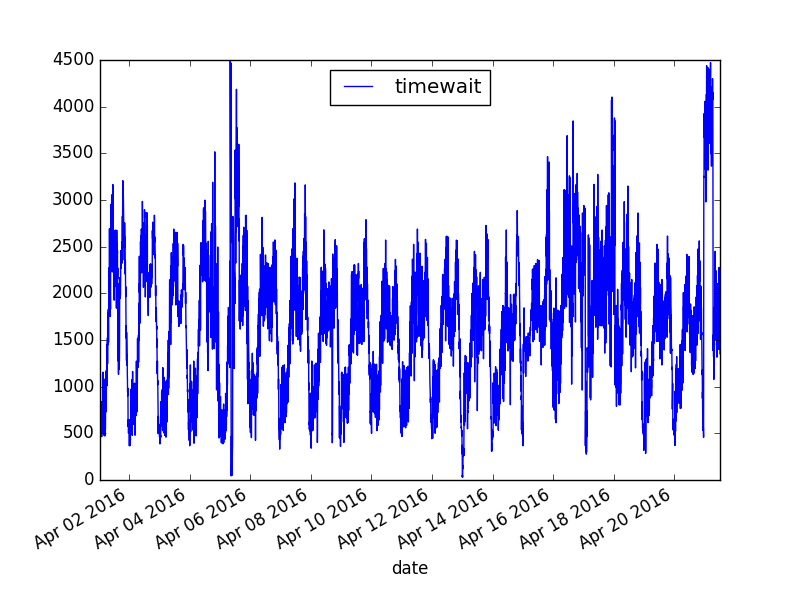 4500
timewait
4000
3500
3000
2500
2000
1500
1000
500
0
Apr 02 2016
Apr 04 2016
Apr 06 2016
Apr 08 2016
Apr 10 2016
Apr 12 2016
Apr 14 2016
Apr 16 2016
Apr 18 2016
Apr 20 2016
date